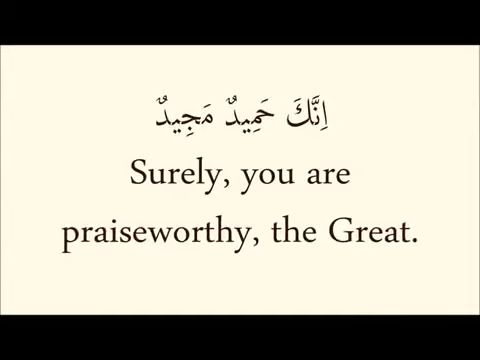 اِنَّكَ حَمِيدٌ مَجِيدٌ
Surely, you are
praiseworthy, the Great.